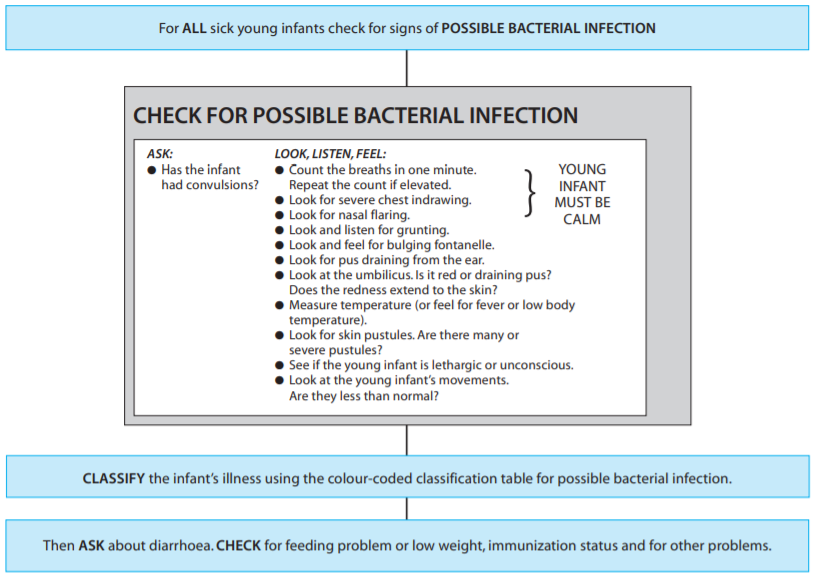 For ALL sick young infants check for signs of POSSIBLE BACTERIAL INFECTION
CHECK FOR POSSIBLE BACTERIAL INFECTION
ASK:
● Has the infant
had convulsions?
LOOK, LISTEN, FEEL:
● Count the breaths in one minute.
Repeat the count if elevated.
● Look for severe chest indrawing.
● Look for nasal flaring.
● Look and listen for grunting.
● Look and feel for bulging fontanelle.
● Look for pus draining from the ear.
● Look at the umbilicus. Is it red or draining pus?
Does the redness extend to the skin?
● Measure temperature (or feel for fever or low body
temperature).
● Look for skin pustules. Are there many or
severe pustules?
● See if the young infant is lethargic or unconscious.
● Look at the young infant's movements.
Are they less than normal?
YOUNG
INFANT
MUST BE
CALM
CLASSIFY the infant's illness using the colour-coded classification table for possible bacterial infection.
Then ASK about diarrhoea. CHECK for feeding problem or low weight, immunization status and for other problems.